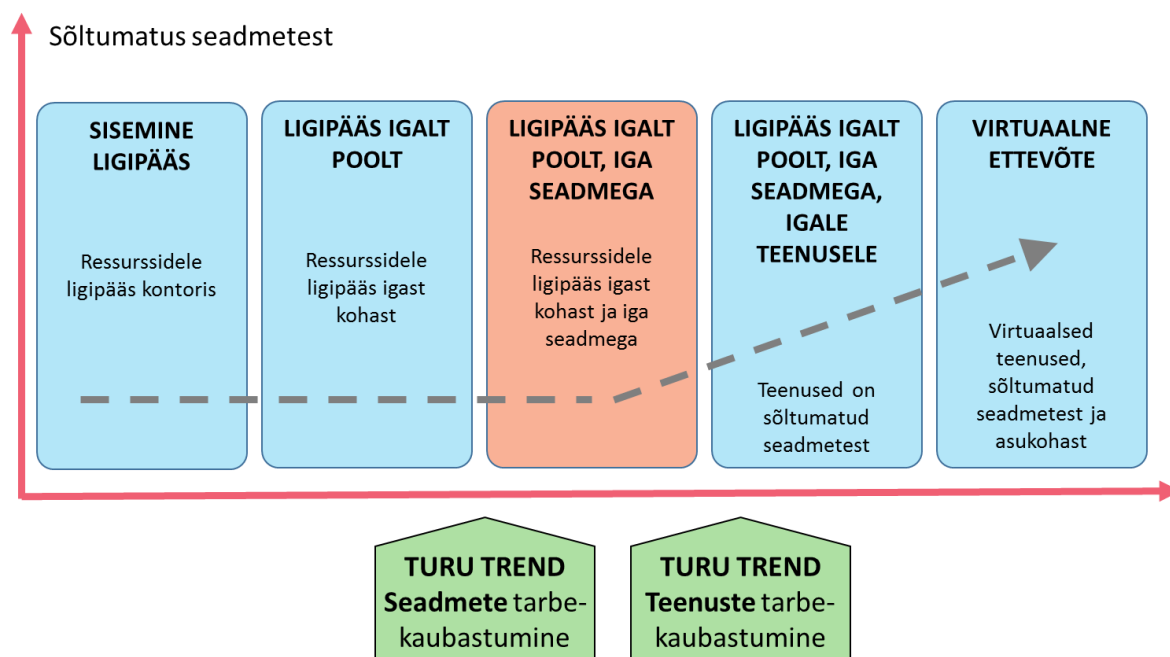 Sõltumatus seadmetest
SISEMINE
LIGIPÄÄS
Ressurssidele
ligipääs kontoris
LIGIPÄÄS IGALT
POOLT
Ressurssidele
ligipääs igast
kohast
LIGIPÄÄS IGALT
POOLT, IGA
SEADMEGA
Ressurssidele
ligipääs igast
kohast ja iga
seadmega
LIGIPÄÄS IGALT
POOLT, IGA
SEADMEGA,
IGALE
TEENUSELE
Teenused on
sõltumatud
seadmetest
VIRTUAALNE
ETTEVÕTE
Virtuaalsed
teenused,
sõltumatud
seadmetest ja
asukohast
TURU TREND
Seadmete tarbe-
kaubastumine
TURU TREND
Teenuste tarbe-
kaubastumine